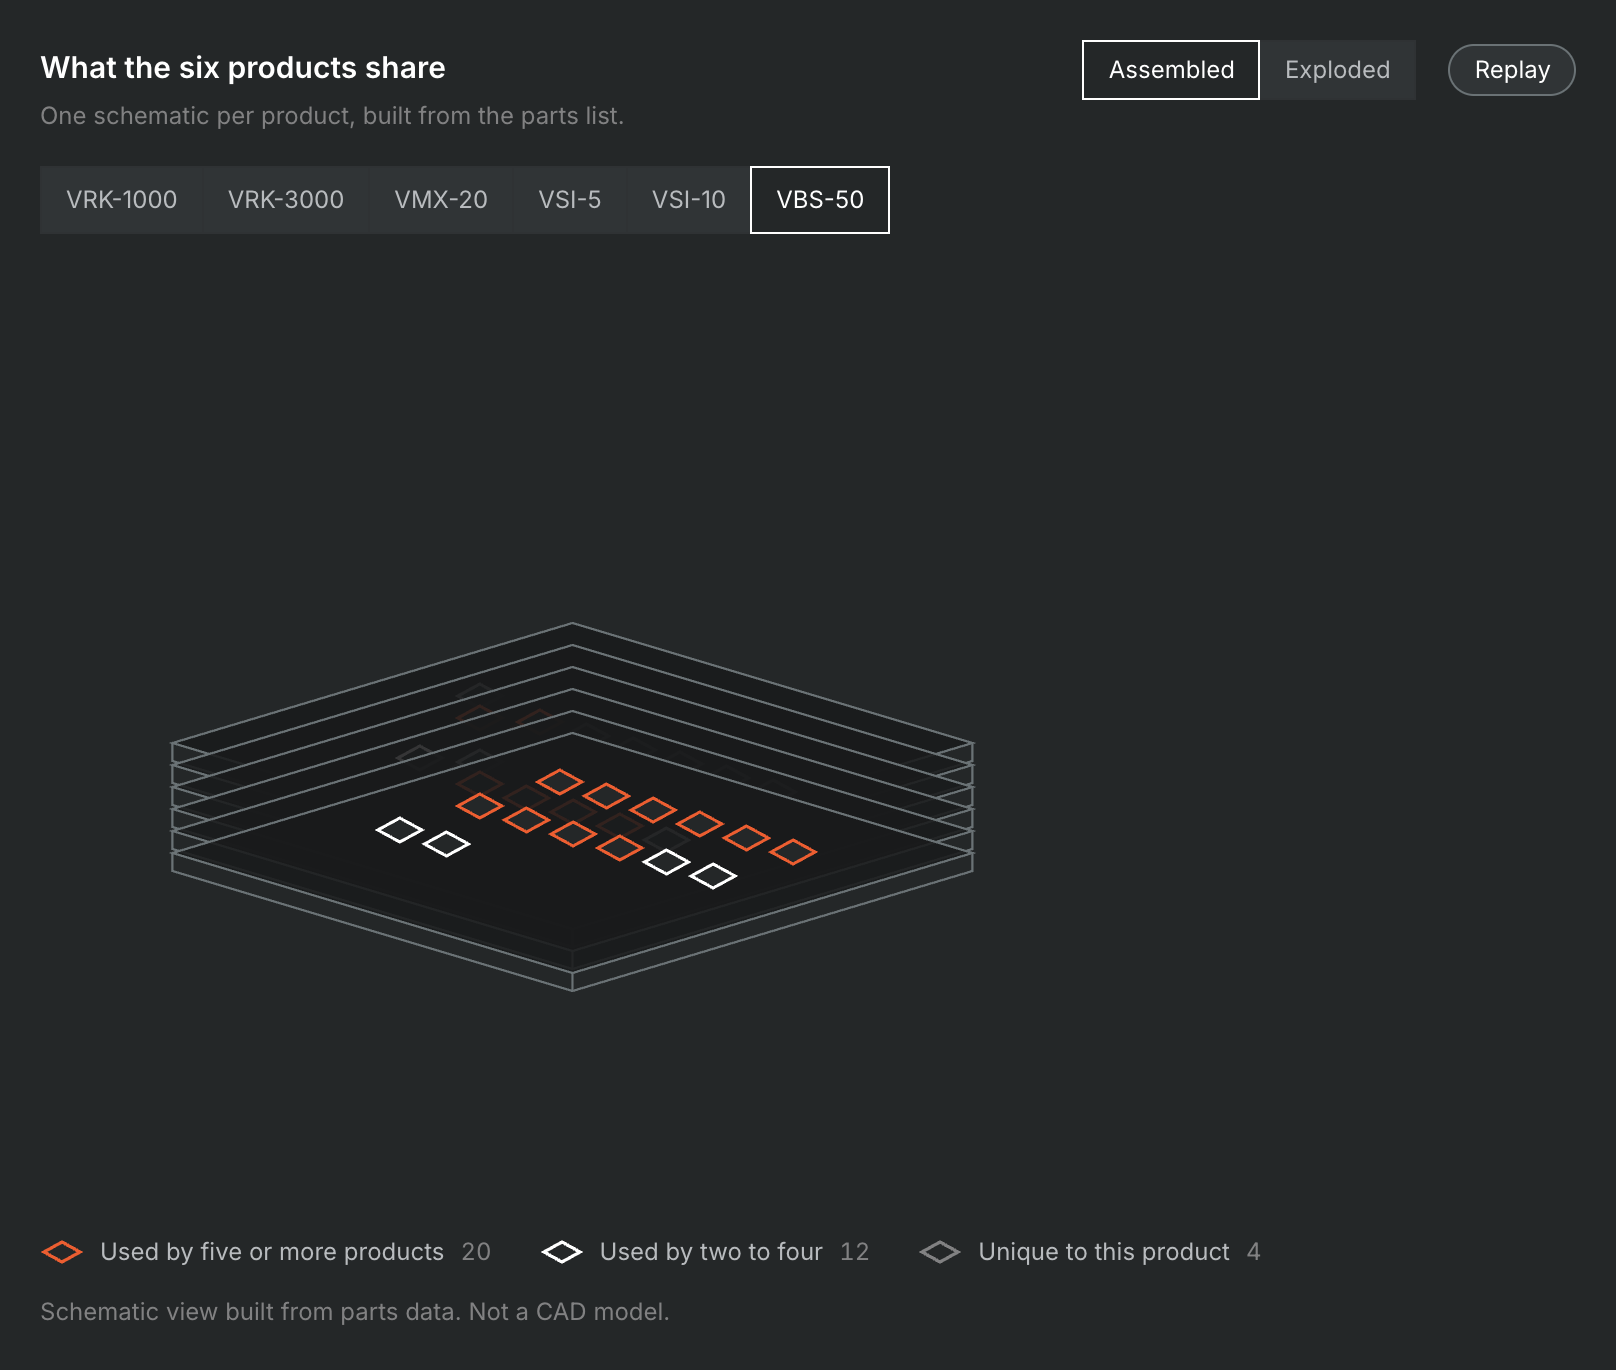 What the six products share
Assembled
Exploded
Replay
One schematic per product, built from the parts list.
VRK-1000
VRK-3000
VMX-20
VSI-5
VSI-10
VBS-50
Used by five or more products 20
Used by two to four 12
Unique to this product 4
Schematic view built from parts data. Not a CAD model.